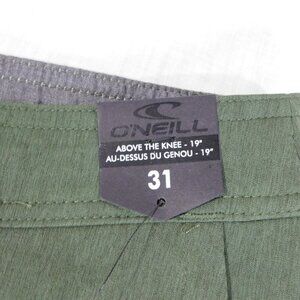 O'NEILL
ABOVE THE KNEE - 19"
AU-DESSUS DU GENOU - 19"
31